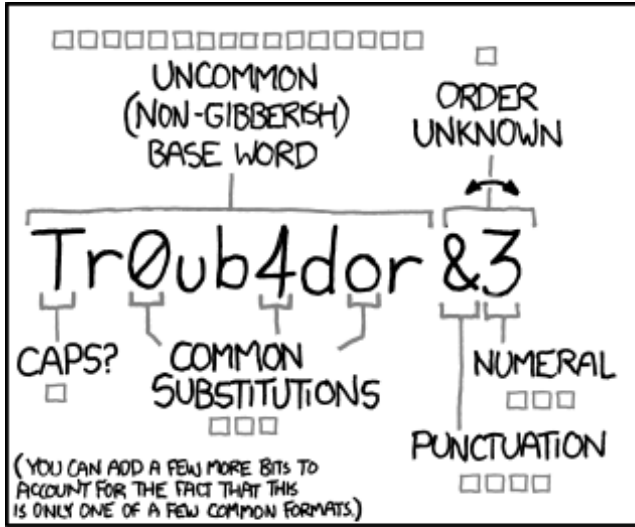 UNCOMMON
(NON-GIBBERISH)
BASE WORD
ORDER
UNKNOWN
Tr0ub4dor &3
CAPS?
COMMON
SUBSTITUTIONS
NUMERAL
PUNCTUATION
(YOU CAN ADD A FEW MORE BITS TO
ACCOUNT FOR THE FACT THAT THIS
IS ONLY ONE OF A FEW COMMON FORMATS.)